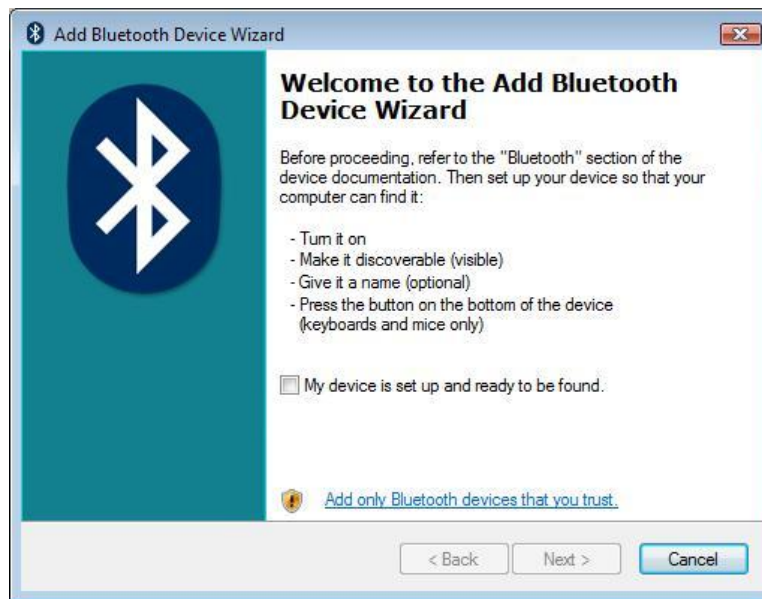 Add Bluetooth Device Wizard
Welcome to the Add Bluetooth
Device Wizard
Before proceeding, refer to the "Bluetooth" section of the
device documentation. Then set up your device so that your
computer can find it:
- Turn it on
- Make it discoverable (visible)
- Give it a name (optional)
- Press the button on the bottom of the device
(keyboards and mice only)
My device is set up and ready to be found.
Add only Bluetooth devices that you trust.
< Back Next > Cancel